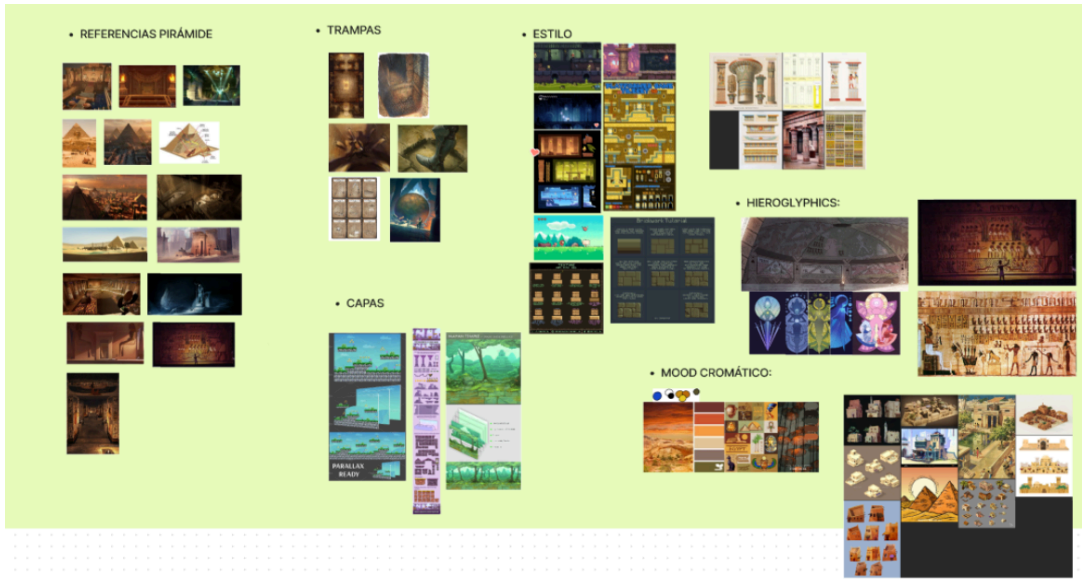 • REFERENCIAS PIRÁMIDE
• TRAMPAS
• ESTILO
• HIEROGLYPHICS:
• CAPAS
PARALLAX
READY
• MOOD CROMÁTICO: